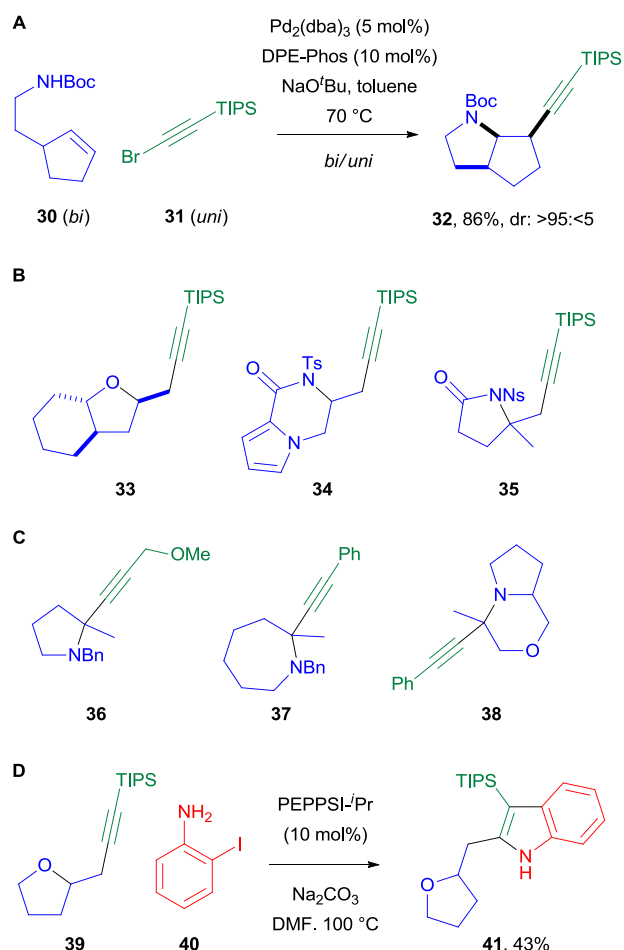 A
NHBoc
30 (bi)
TIPS
Br
31 (uni)
Pd₂(dba)₃ (5 mol%)
DPE-Phos (10 mol%)
NaOᵗBu, toluene
70 °C
bi/uni
TIPS
Boc
N
32, 86%, dr: >95:<5
B
TIPS
O
33
TIPS
Ts
O
N
N
34
TIPS
O
NNs
35
C
OMe
N
Bn
36
Ph
N
Bn
37
N
O
Ph
38
D
TIPS
O
39
NH₂
I
40
PEPPSI-ⁱPr
(10 mol%)
Na₂CO₃
DMF. 100 °C
TIPS
N
H
O
41, 43%